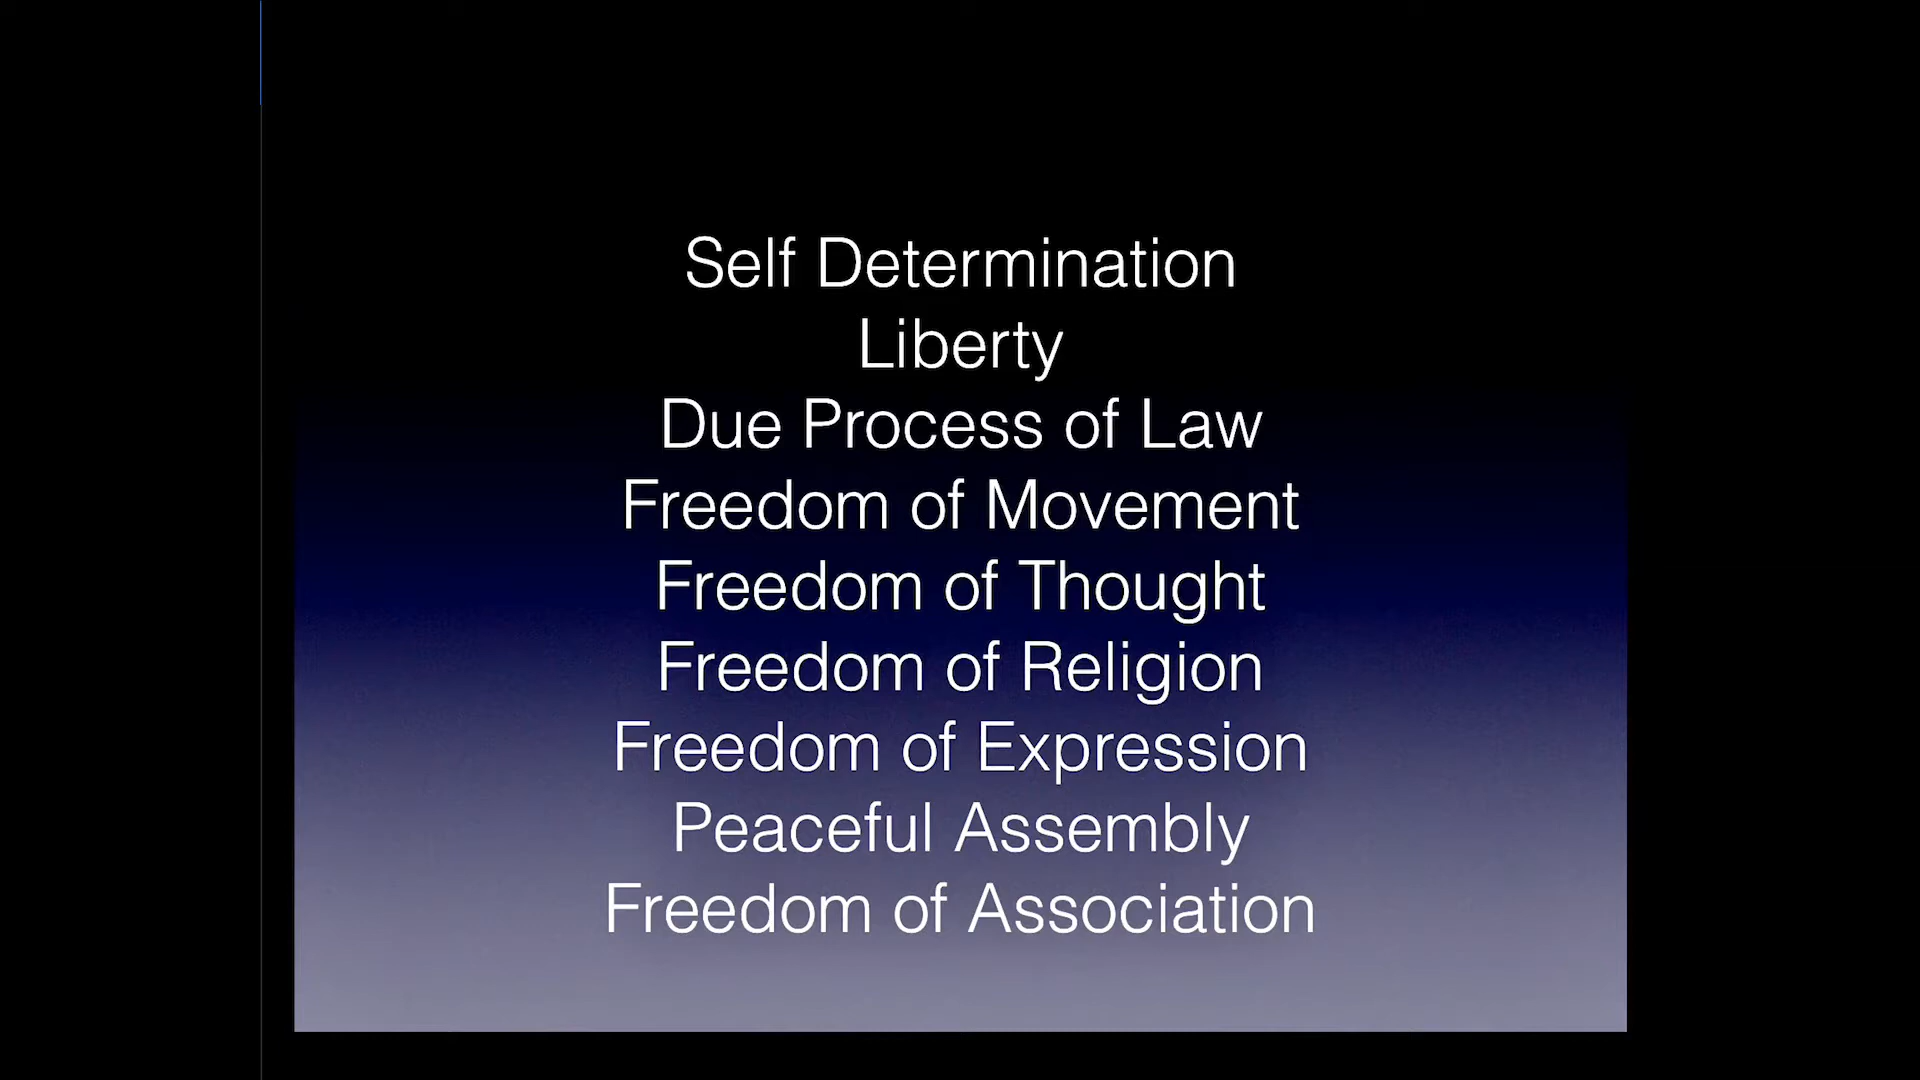 Self Determination
Liberty
Due Process of Law
Freedom of Movement
Freedom of Thought
Freedom of Religion
Freedom of Expression
Peaceful Assembly
Freedom of Association